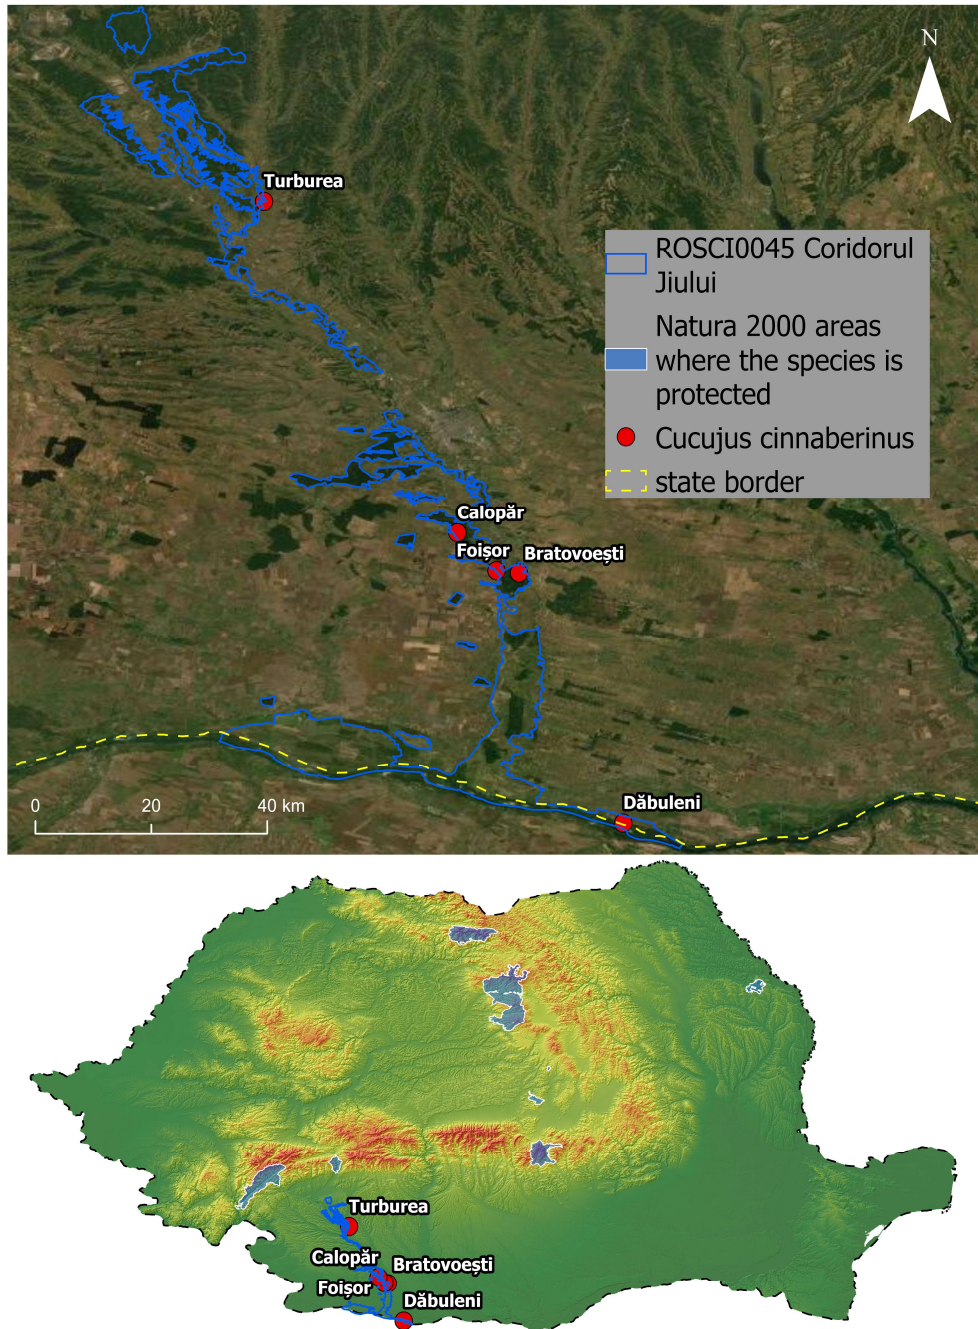 N
Turburea
ROSCI0045 Coridorul
Jiului
Natura 2000 areas
where the species is
protected
Cucujus cinnaberinus
state border
Calopăr
Foișor
Bratovoești
Dăbuleni
0 20 40 km
Turburea
Calopăr
Bratovoești
Foișor
Dăbuleni